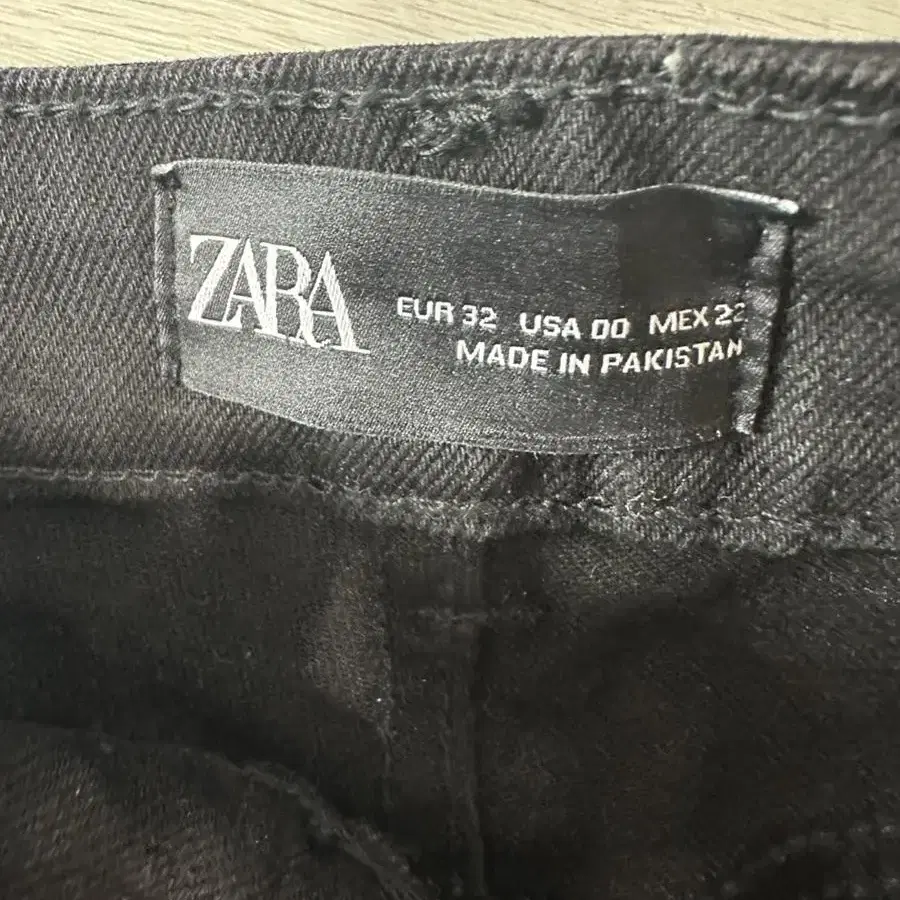 ZARA
EUR 32 USA 00 MEX 22
MADE IN PAKISTAN